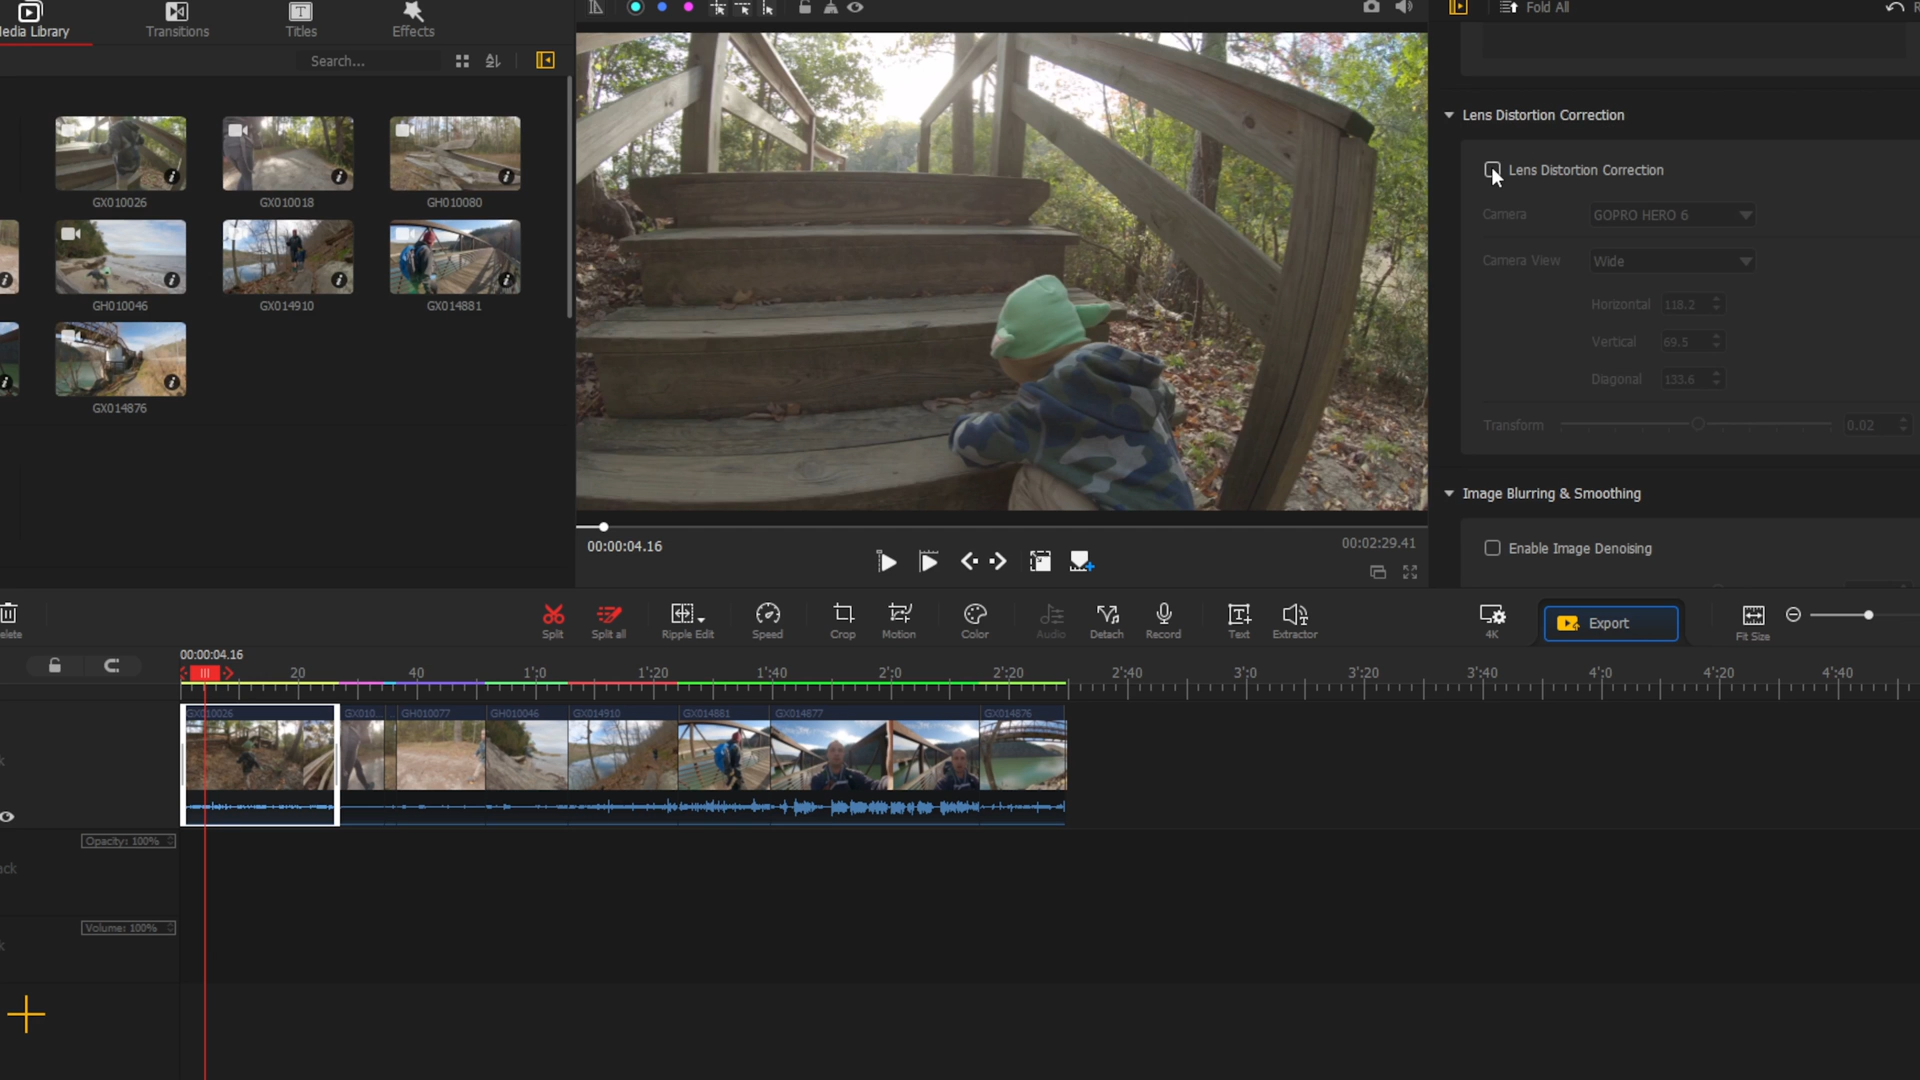 edia Library
Transitions
Titles
Effects
Fold All
Search...
GX010026
GX010018
GH010080
GH010046
GX014910
GX014881
GX014876
Lens Distortion Correction
Lens Distortion Correction
Camera
GOPRO HERO 6
Camera View
Wide
Horizontal
118.2
Vertical
69.5
Diagonal
133.6
Transform
0.02
Image Blurring & Smoothing
Enable Image Denoising
00:00:04.16
00:02:29.41
elete
Split
Split all
Ripple Edit
Speed
Crop
Motion
Color
Audio
Detach
Record
Text
Extractor
4K
Export
Fit Size
00:00:04.16
20
40
1':0
1':20
1':40
2':0
2':20
2':40
3':0
3':20
3':40
4':0
4':20
4':40
GX010026
GX010...
GH010077
GH010046
GX014910
GX014881
GX014877
GX014876
k
Opacity: 100%
ack
Volume: 100%
k